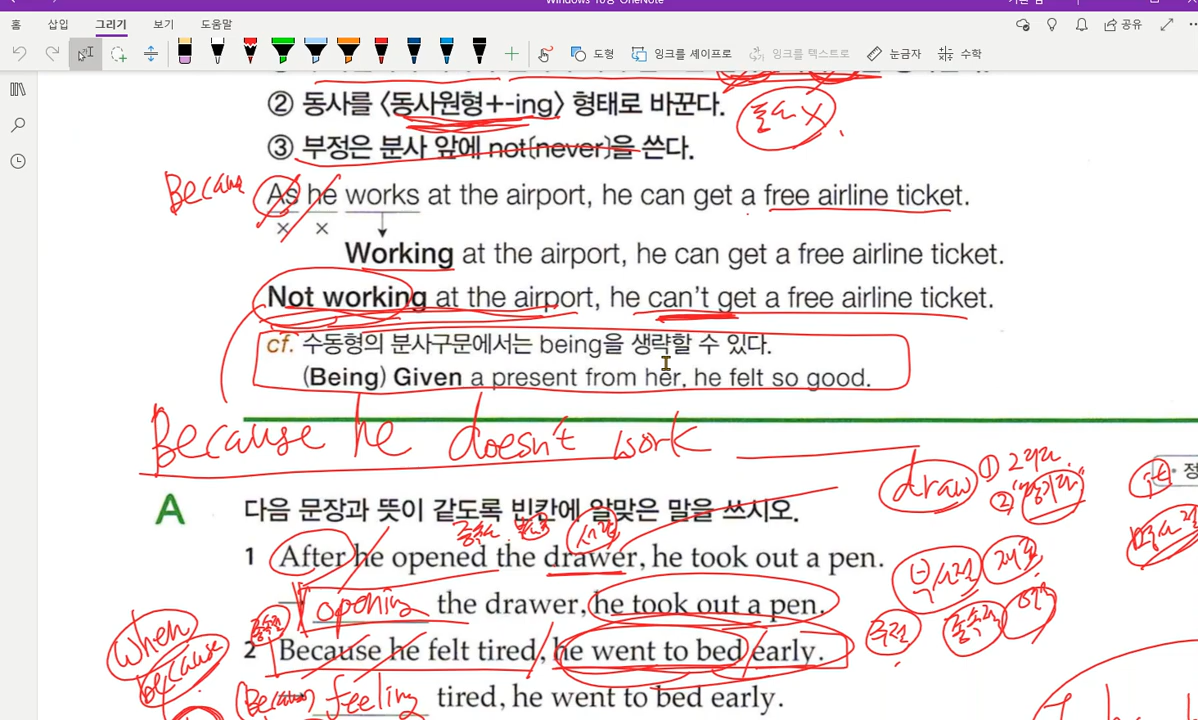 Windows 10용 OneNote
홈 삽입 그리기 보기 도움말
공유
도형 잉크를 셰이프로 잉크를 텍스트로 눈금자 수학
② 동사를 〈동사원형+-ing〉 형태로 바꾼다.
③ 부정은 분사 앞에 not(never)을 쓴다.
As he works at the airport, he can get a free airline ticket.
× ×
Working at the airport, he can get a free airline ticket.
Not working at the airport, he can't get a free airline ticket.
cf. 수동형의 분사구문에서는 being을 생략할 수 있다.
(Being) Given a present from her, he felt so good.
Because he doesn't work
draw ①
②
A 다음 문장과 뜻이 같도록 빈칸에 알맞은 말을 쓰시오.
1 After he opened the drawer, he took out a pen.
→ opening the drawer, he took out a pen.
when
because
2 Because he felt tired, he went to bed early.
feeling tired, he went to bed early.